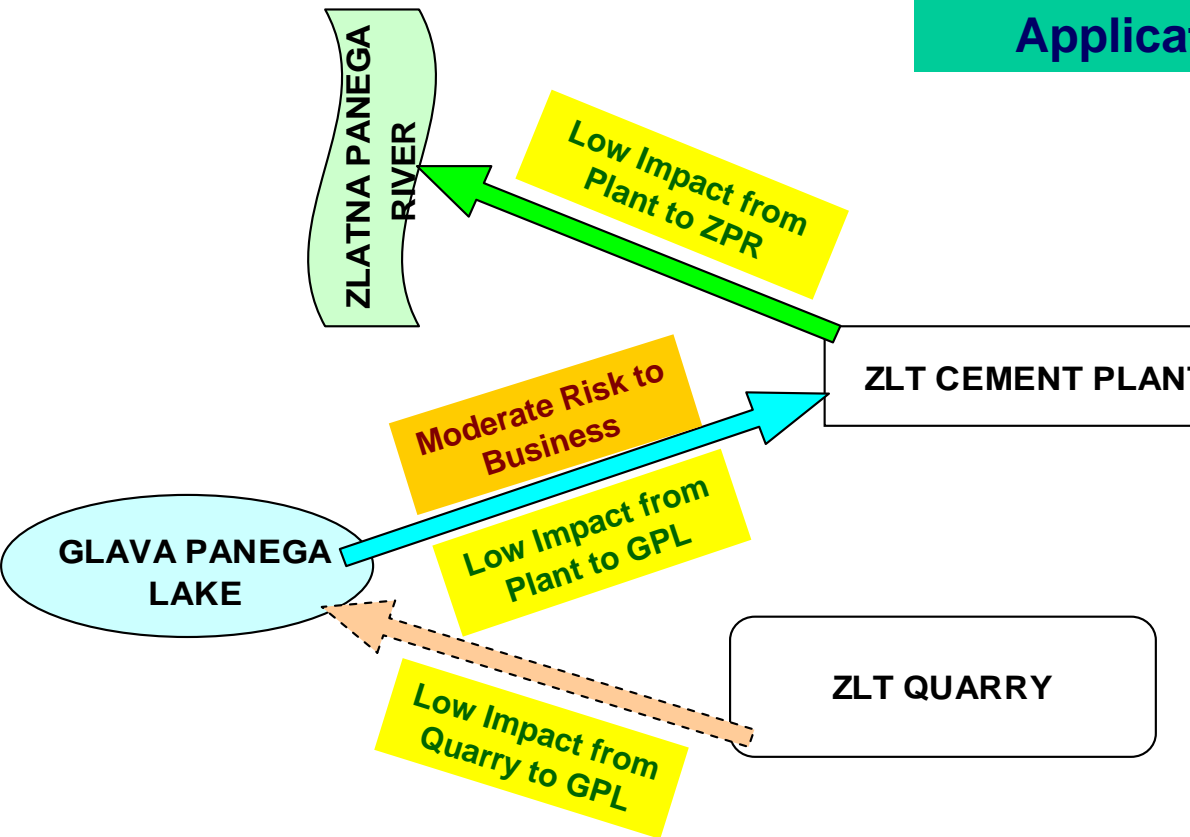 Applicat
ZLATNA PANEGA
RIVER
Low Impact from
Plant to ZPR
ZLT CEMENT PLANT
Moderate Risk to
Business
Low Impact from
Plant to GPL
GLAVA PANEGA
LAKE
ZLT QUARRY
Low Impact from
Quarry to GPL